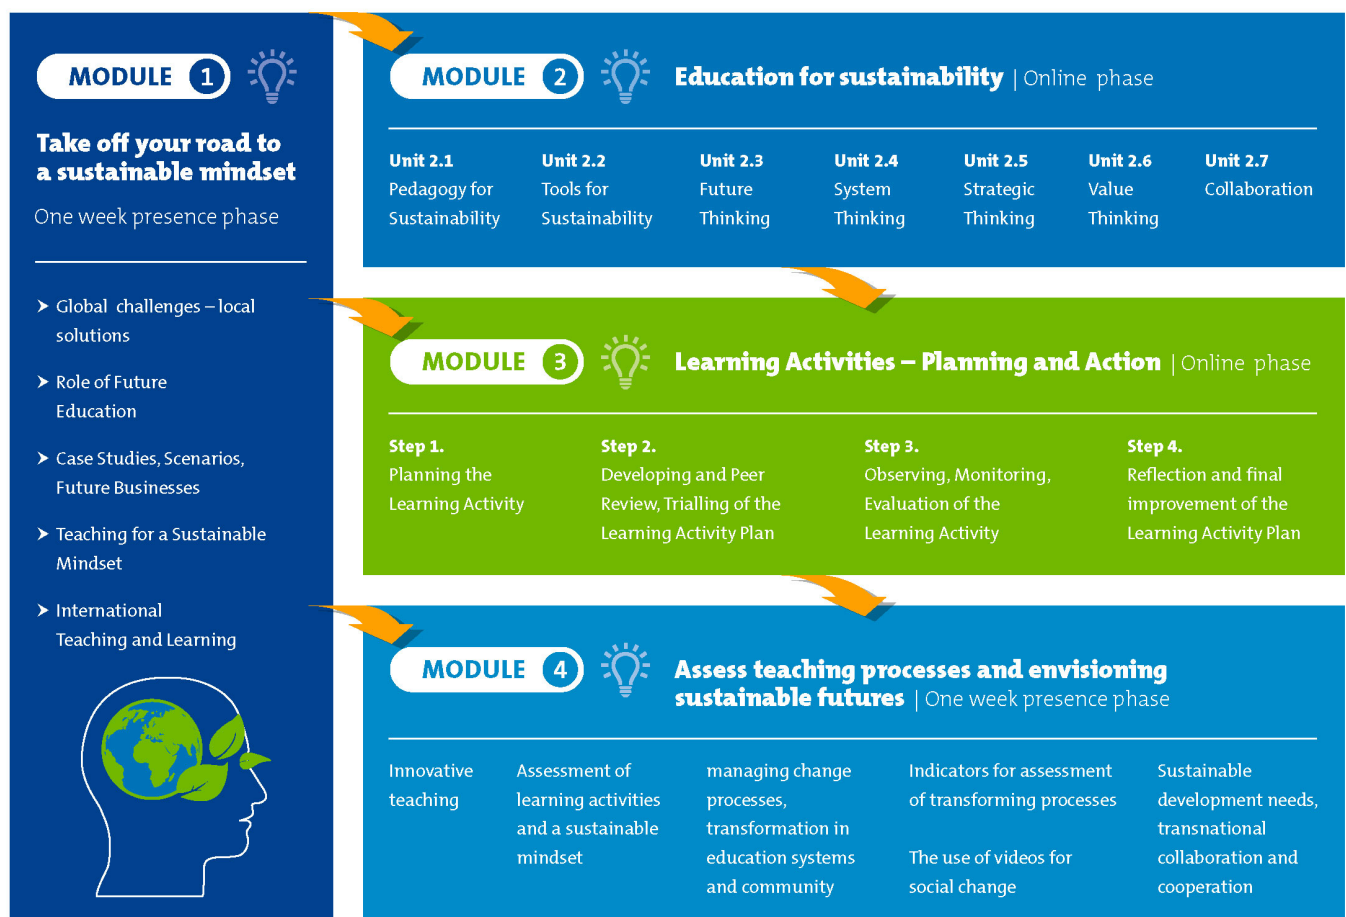 MODULE 1
Take off your road to
a sustainable mindset
One week presence phase
Global challenges – local
solutions
Role of Future
Education
Case Studies, Scenarios,
Future Businesses
Teaching for a Sustainable
Mindset
International
Teaching and Learning
MODULE 2
Education for sustainability | Online phase
Unit 2.1
Pedagogy for
Sustainability
Unit 2.2
Tools for
Sustainability
Unit 2.3
Future
Thinking
Unit 2.4
System
Thinking
Unit 2.5
Strategic
Thinking
Unit 2.6
Value
Thinking
Unit 2.7
Collaboration
MODULE 3
Learning Activities – Planning and Action | Online phase
Step 1.
Planning the
Learning Activity
Step 2.
Developing and Peer
Review, Trialling of the
Learning Activity Plan
Step 3.
Observing, Monitoring,
Evaluation of the
Learning Activity
Step 4.
Reflection and final
improvement of the
Learning Activity Plan
MODULE 4
Assess teaching processes and envisioning
sustainable futures | One week presence phase
Innovative
teaching
Assessment of
learning activities
and a sustainable
mindset
managing change
processes,
transformation in
education systems
and community
Indicators for assessment
of transforming processes
The use of videos for
social change
Sustainable
development needs,
transnational
collaboration and
cooperation